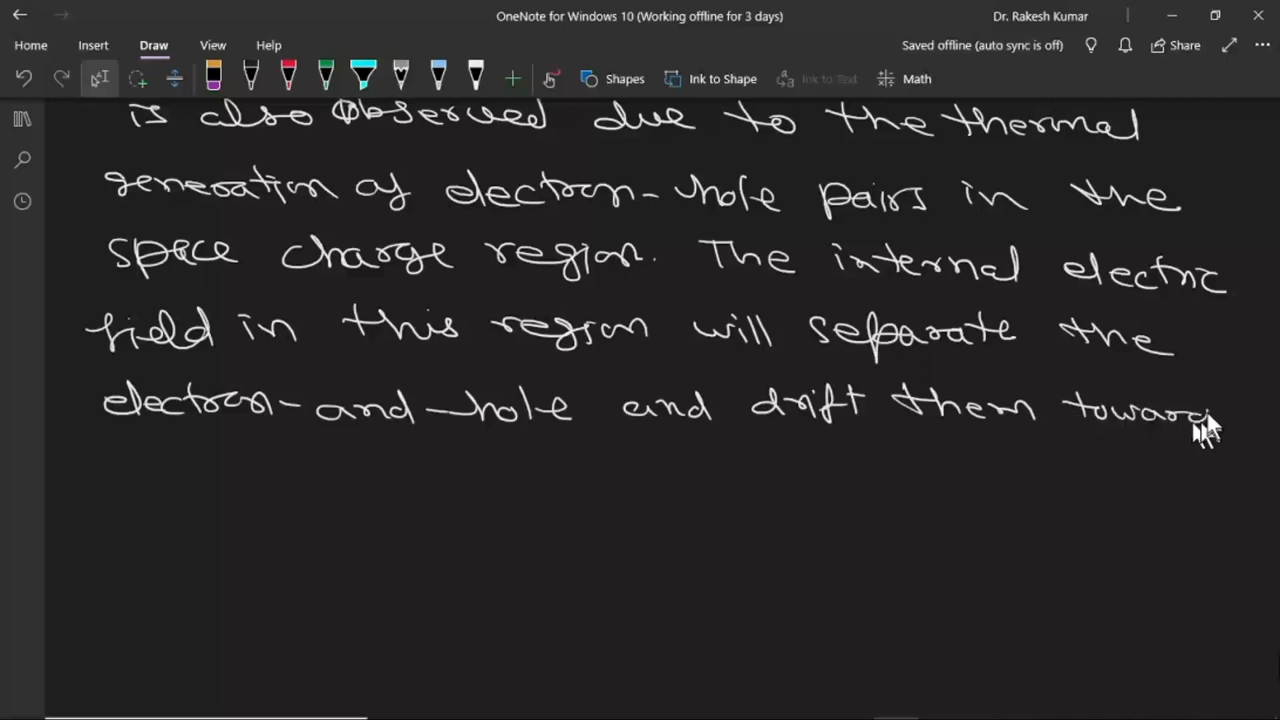 OneNote for Windows 10 (Working offline for 3 days)
Dr. Rakesh Kumar
Home Insert Draw View Help
Saved offline (auto sync is off)
Share
Shapes
Ink to Shape
Ink to Text
Math
is also observed due to the thermal
generation of electron-hole pairs in the
space charge region. The internal electric
field in this region will separate the
electron-and-hole and drift them toward